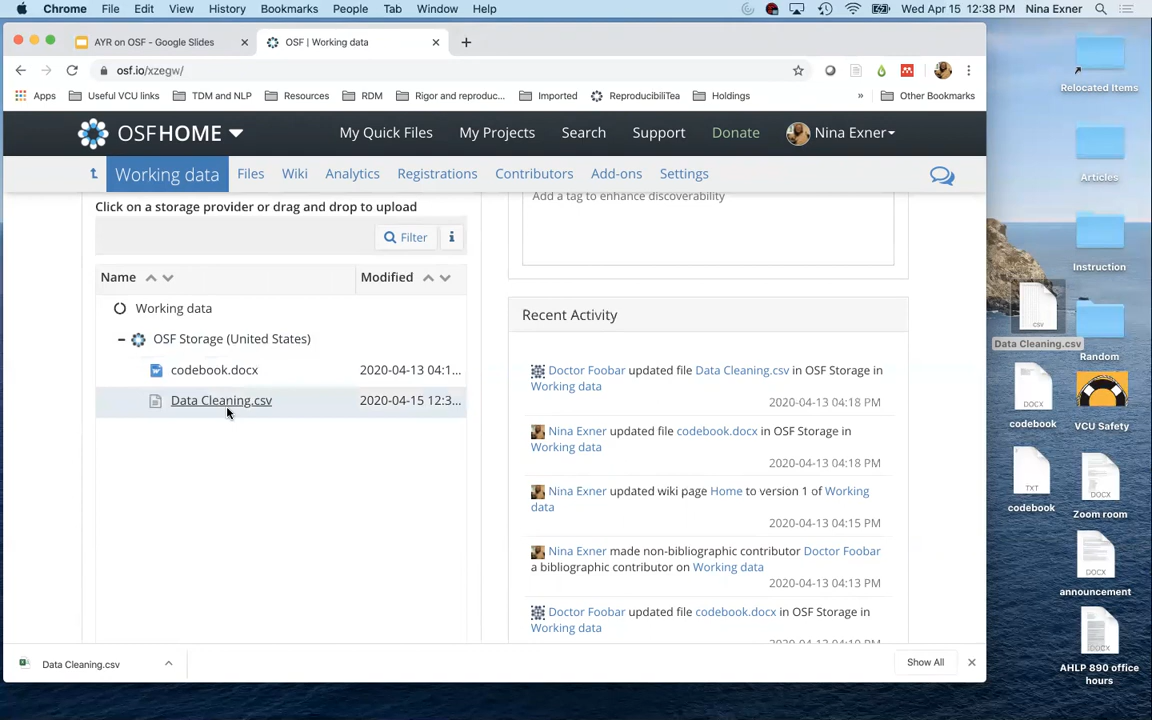 Chrome File Edit View History Bookmarks People Tab Window Help Wed Apr 15 12:38 PM Nina Exner
AYR on OSF - Google Slides
OSF | Working data
osf.io/xzegw/
Apps Useful VCU links TDM and NLP Resources RDM Rigor and reproduc... Imported ReproducibiliTea Holdings » Other Bookmarks
OSFHOME My Quick Files My Projects Search Support Donate Nina Exner
Working data Files Wiki Analytics Registrations Contributors Add-ons Settings
Click on a storage provider or drag and drop to upload
Filter
Name Modified
Working data
OSF Storage (United States)
codebook.docx 2020-04-13 04:1...
Data Cleaning.csv 2020-04-15 12:3...
Add a tag to enhance discoverability
Recent Activity
Doctor Foobar updated file Data Cleaning.csv in OSF Storage in
Working data
2020-04-13 04:18 PM
Nina Exner updated file codebook.docx in OSF Storage in
Working data
2020-04-13 04:18 PM
Nina Exner updated wiki page Home to version 1 of Working
data
2020-04-13 04:15 PM
Nina Exner made non-bibliographic contributor Doctor Foobar
a bibliographic contributor on Working data
2020-04-13 04:13 PM
Doctor Foobar updated file codebook.docx in OSF Storage in
Working data
Data Cleaning.csv
Show All
Relocated Items
Articles
Instruction
CSV
Data Cleaning.csv
Random
DOCX
codebook
VCU Safety
TXT
codebook
DOCX
Zoom room
DOCX
announcement
DOCX
AHLP 890 office
hours